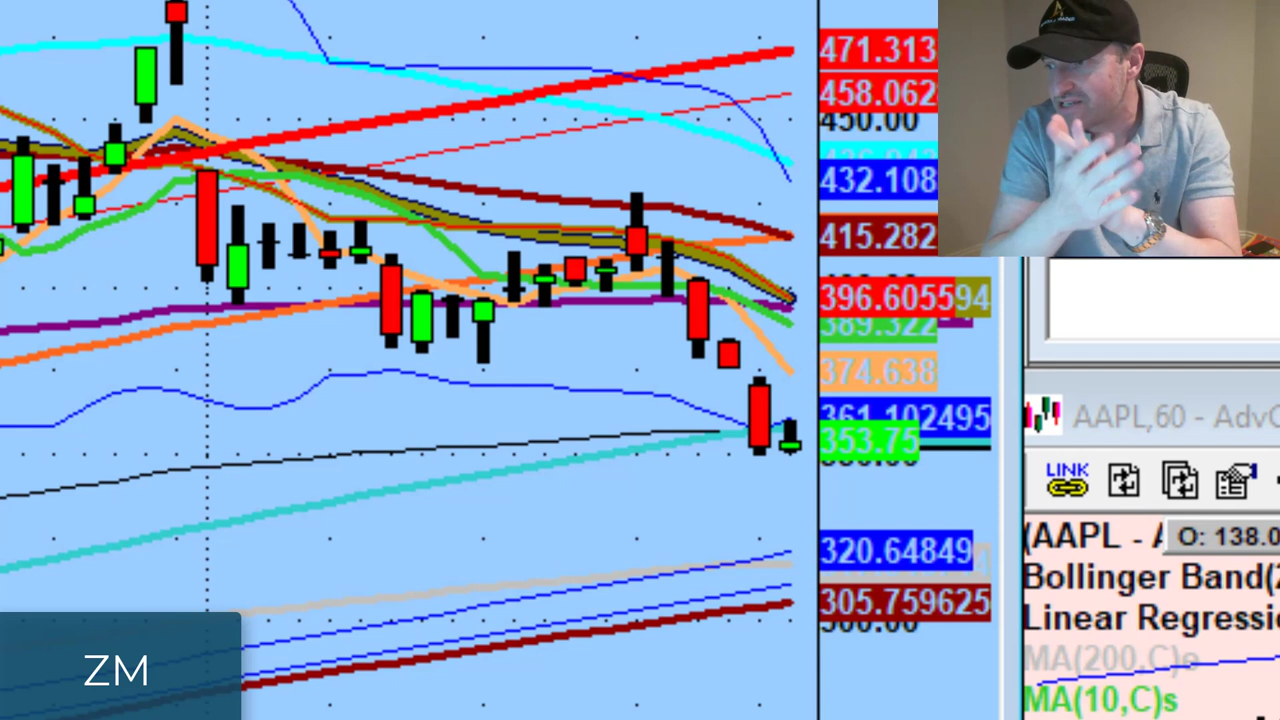 471.313
458.062
450.00
432.108
415.282
396.605594
389.322
374.638
361.102495
353.75
320.64849
305.759625
ZM
AAPL,60 - Adv
LINK
(AAPL -
O: 138.0
Bollinger Band(
Linear Regressi
MA(200,C)e
MA(10,C)s